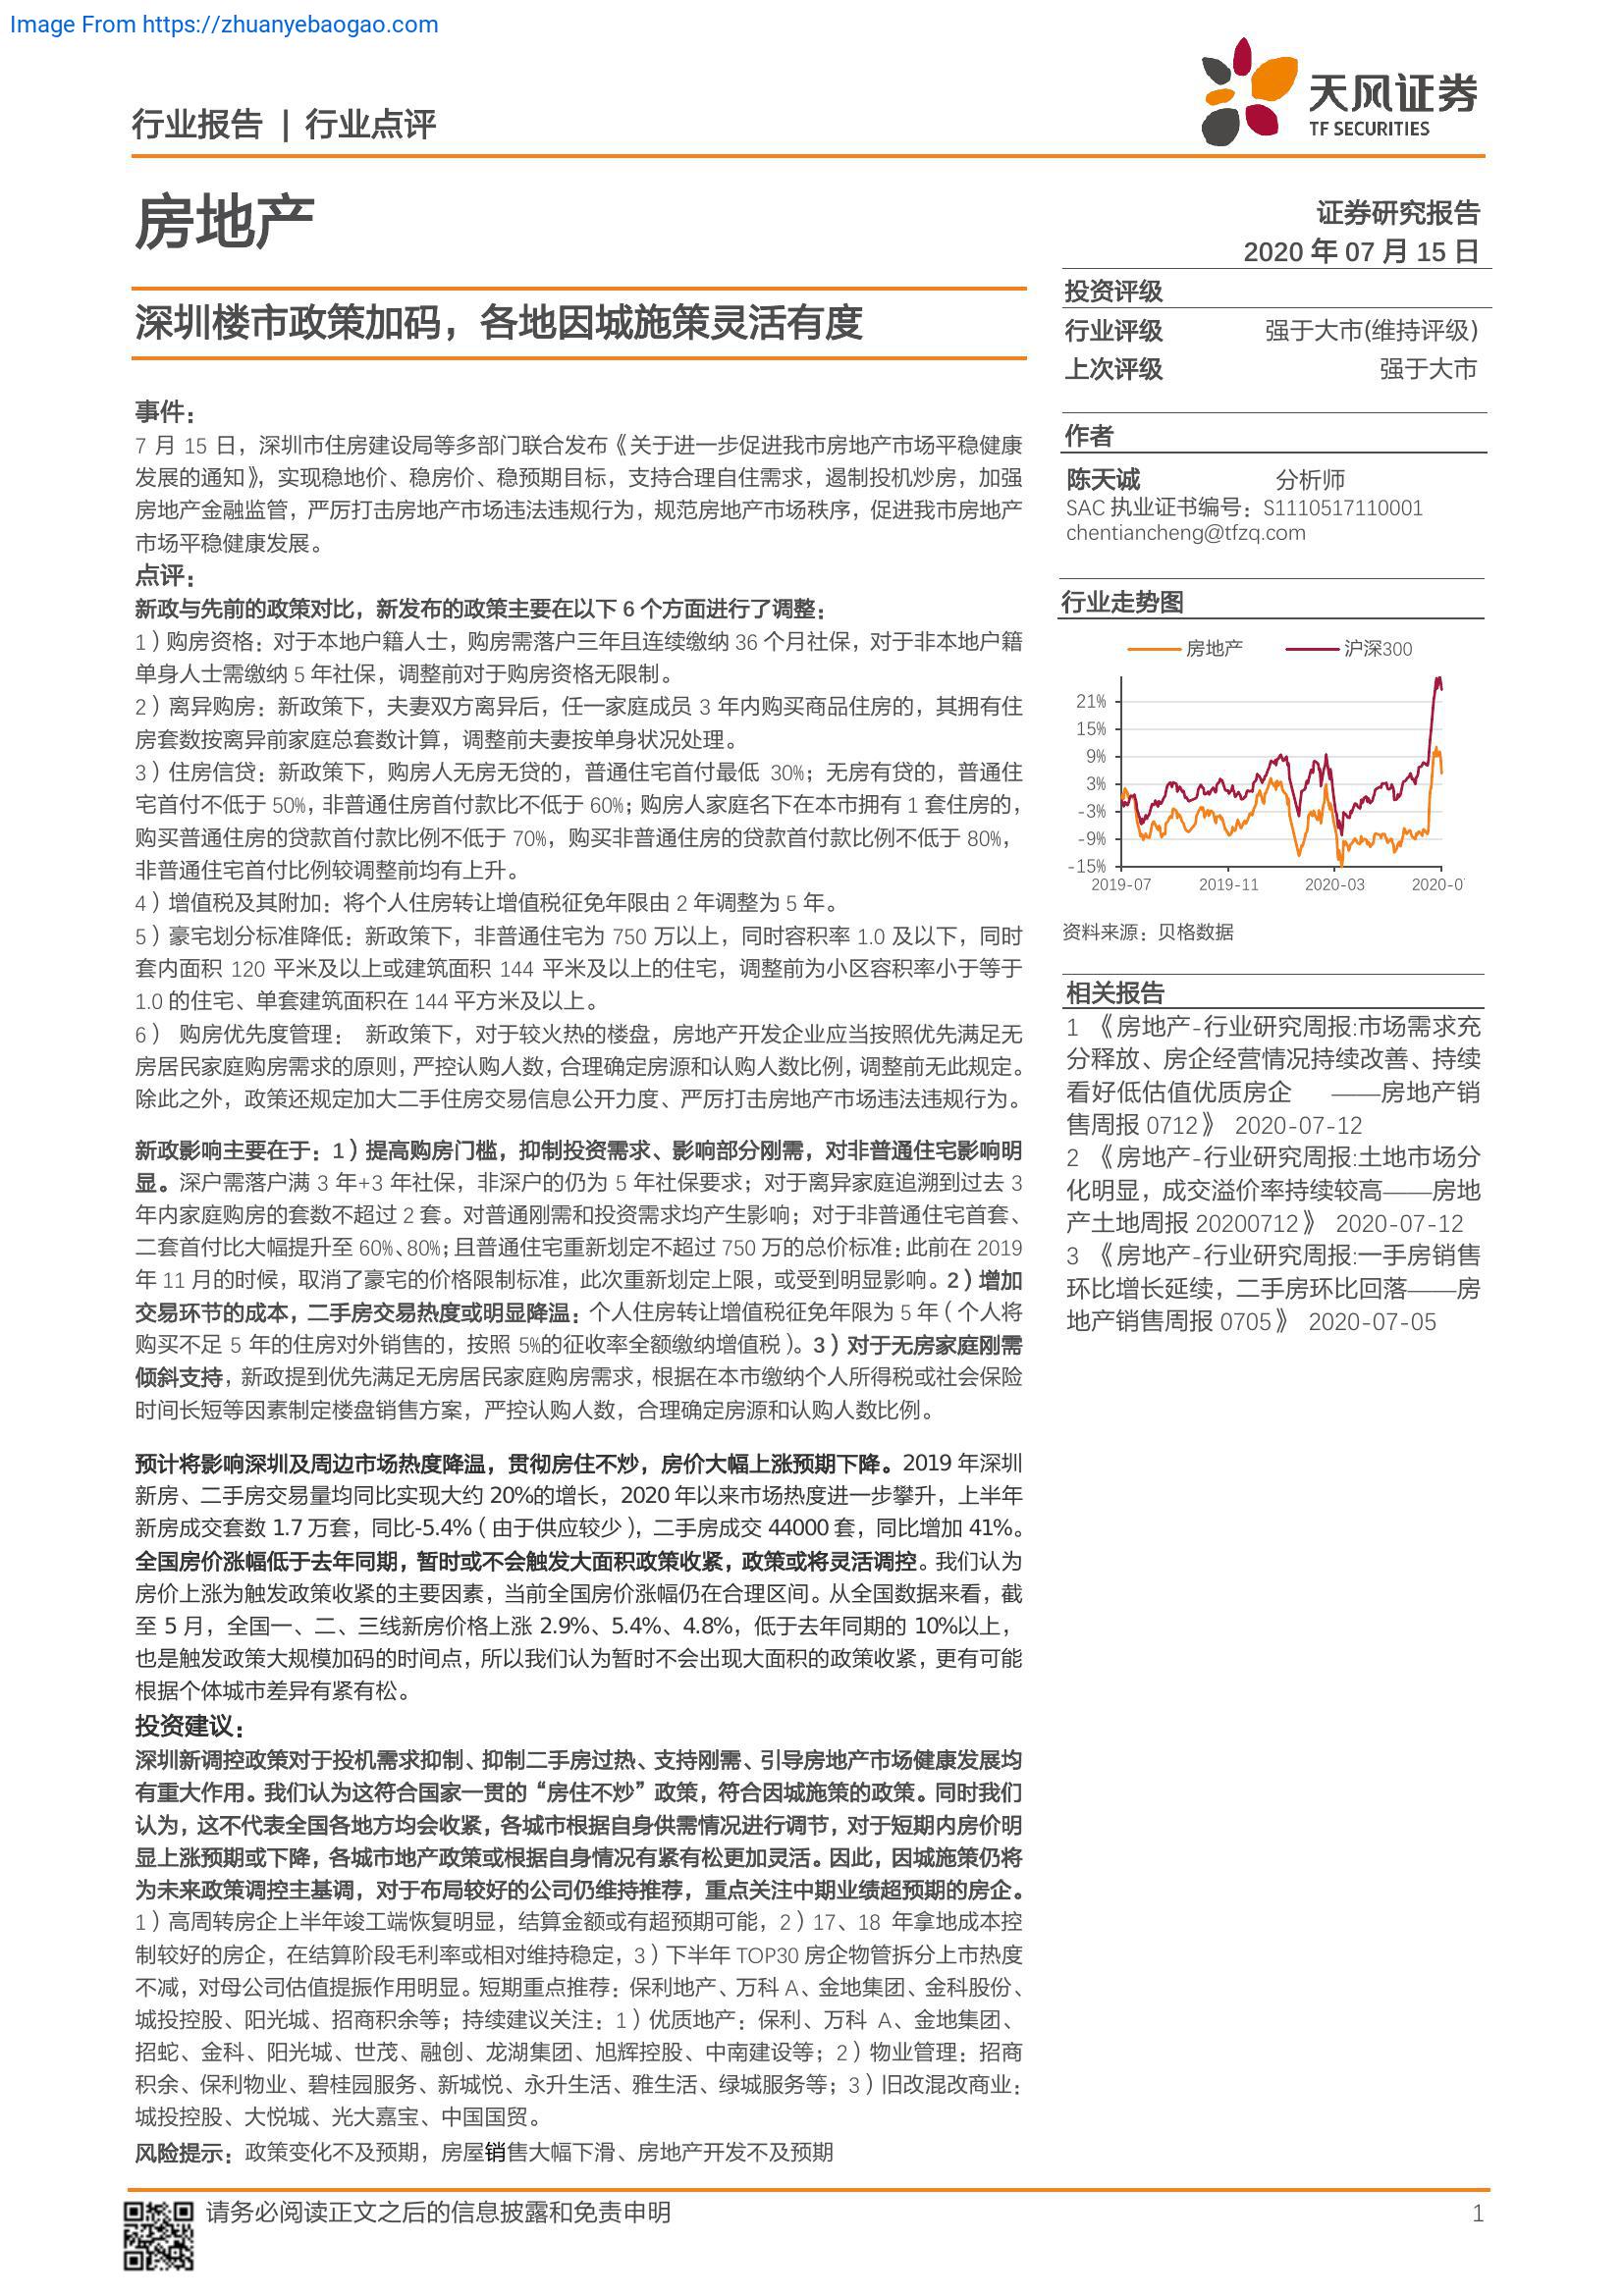 Image From https://zhuanyebaogao.com
行业报告 | 行业点评
天风证券
TF SECURITIES
房地产
证券研究报告
2020 年 07 月 15 日
深圳楼市政策加码，各地因城施策灵活有度
事件：
7 月 15 日，深圳市住房建设局等多部门联合发布《关于进一步促进我市房地产市场平稳健康
发展的通知》，实现稳地价、稳房价、稳预期目标，支持合理自住需求，遏制投机炒房，加强
房地产金融监管，严厉打击房地产市场违法违规行为，规范房地产市场秩序，促进我市房地产
市场平稳健康发展。
点评：
新政与先前的政策对比，新发布的政策主要在以下 6 个方面进行了调整：
1）购房资格：对于本地户籍人士，购房需落户三年且连续缴纳 36 个月社保，对于非本地户籍
单身人士需缴纳 5 年社保，调整前对于购房资格无限制。
2）离异购房：新政策下，夫妻双方离异后，任一家庭成员 3 年内购买商品住房的，其拥有住
房套数按离异前家庭总套数计算，调整前夫妻按单身状况处理。
3）住房信贷：新政策下，购房人无房无贷的，普通住宅首付最低 30%；无房有贷的，普通住
宅首付不低于 50%，非普通住房首付款比不低于 60%；购房人家庭名下在本市拥有 1 套住房的，
购买普通住房的贷款首付款比例不低于 70%，购买非普通住房的贷款首付款比例不低于 80%，
非普通住宅首付比例较调整前均有上升。
4）增值税及其附加：将个人住房转让增值税征免年限由 2 年调整为 5 年。
5）豪宅划分标准降低：新政策下，非普通住宅为 750 万以上，同时容积率 1.0 及以下，同时
套内面积 120 平米及以上或建筑面积 144 平米及以上的住宅，调整前为小区容积率小于等于
1.0 的住宅、单套建筑面积在 144 平方米及以上。
6） 购房优先度管理： 新政策下，对于较火热的楼盘，房地产开发企业应当按照优先满足无
房居民家庭购房需求的原则，严控认购人数，合理确定房源和认购人数比例，调整前无此规定。
除此之外，政策还规定加大二手住房交易信息公开力度、严厉打击房地产市场违法违规行为。
新政影响主要在于：1）提高购房门槛，抑制投资需求、影响部分刚需，对非普通住宅影响明
显。深户需落户满 3 年+3 年社保，非深户的仍为 5 年社保要求；对于离异家庭追溯到过去 3
年内家庭购房的套数不超过 2 套。对普通刚需和投资需求均产生影响；对于非普通住宅首套、
二套首付比大幅提升至 60%、80%；且普通住宅重新划定不超过 750 万的总价标准：此前在 2019
年 11 月的时候，取消了豪宅的价格限制标准，此次重新划定上限，或受到明显影响。2）增加
交易环节的成本，二手房交易热度或明显降温：个人住房转让增值税征免年限为 5 年（个人将
购买不足 5 年的住房对外销售的，按照 5%的征收率全额缴纳增值税）。3）对于无房家庭刚需
倾斜支持，新政提到优先满足无房居民家庭购房需求，根据在本市缴纳个人所得税或社会保险
时间长短等因素制定楼盘销售方案，严控认购人数，合理确定房源和认购人数比例。
预计将影响深圳及周边市场热度降温，贯彻房住不炒，房价大幅上涨预期下降。2019 年深圳
新房、二手房交易量均同比实现大约 20%的增长，2020 年以来市场热度进一步攀升，上半年
新房成交套数 1.7 万套，同比-5.4%（由于供应较少），二手房成交 44000 套，同比增加 41%。
全国房价涨幅低于去年同期，暂时或不会触发大面积政策收紧，政策或将灵活调控。我们认为
房价上涨为触发政策收紧的主要因素，当前全国房价涨幅仍在合理区间。从全国数据来看，截
至 5 月，全国一、二、三线新房价格上涨 2.9%、5.4%、4.8%，低于去年同期的 10%以上，
也是触发政策大规模加码的时间点，所以我们认为暂时不会出现大面积的政策收紧，更有可能
根据个体城市差异有紧有松。
投资建议：
深圳新调控政策对于投机需求抑制、抑制二手房过热、支持刚需、引导房地产市场健康发展均
有重大作用。我们认为这符合国家一贯的“房住不炒”政策，符合因城施策的政策。同时我们
认为，这不代表全国各地方均会收紧，各城市根据自身供需情况进行调节，对于短期内房价明
显上涨预期或下降，各城市地产政策或根据自身情况有紧有松更加灵活。因此，因城施策仍将
为未来政策调控主基调，对于布局较好的公司仍维持推荐，重点关注中期业绩超预期的房企。
1）高周转房企上半年竣工端恢复明显，结算金额或有超预期可能，2）17、18 年拿地成本控
制较好的房企，在结算阶段毛利率或相对维持稳定，3）下半年 TOP30 房企物管拆分上市热度
不减，对母公司估值提振作用明显。短期重点推荐：保利地产、万科 A、金地集团、金科股份、
城投控股、阳光城、招商积余等；持续建议关注：1）优质地产：保利、万科 A、金地集团、
招蛇、金科、阳光城、世茂、融创、龙湖集团、旭辉控股、中南建设等；2）物业管理：招商
积余、保利物业、碧桂园服务、新城悦、永升生活、雅生活、绿城服务等；3）旧改混改商业：
城投控股、大悦城、光大嘉宝、中国国贸。
风险提示：政策变化不及预期，房屋销售大幅下滑、房地产开发不及预期
投资评级
行业评级 强于大市(维持评级)
上次评级 强于大市
作者
陈天诚 分析师
SAC 执业证书编号：S1110517110001
chentiancheng@tfzq.com
行业走势图
房地产 沪深300
21%
15%
9%
3%
-3%
-9%
-15%
2019-07 2019-11 2020-03 2020-0
资料来源：贝格数据
相关报告
1 《房地产-行业研究周报:市场需求充
分释放、房企经营情况持续改善、持续
看好低估值优质房企 ——房地产销
售周报 0712》 2020-07-12
2 《房地产-行业研究周报:土地市场分
化明显，成交溢价率持续较高——房地
产土地周报 20200712》 2020-07-12
3 《房地产-行业研究周报:一手房销售
环比增长延续，二手房环比回落——房
地产销售周报 0705》 2020-07-05
请务必阅读正文之后的信息披露和免责申明
1